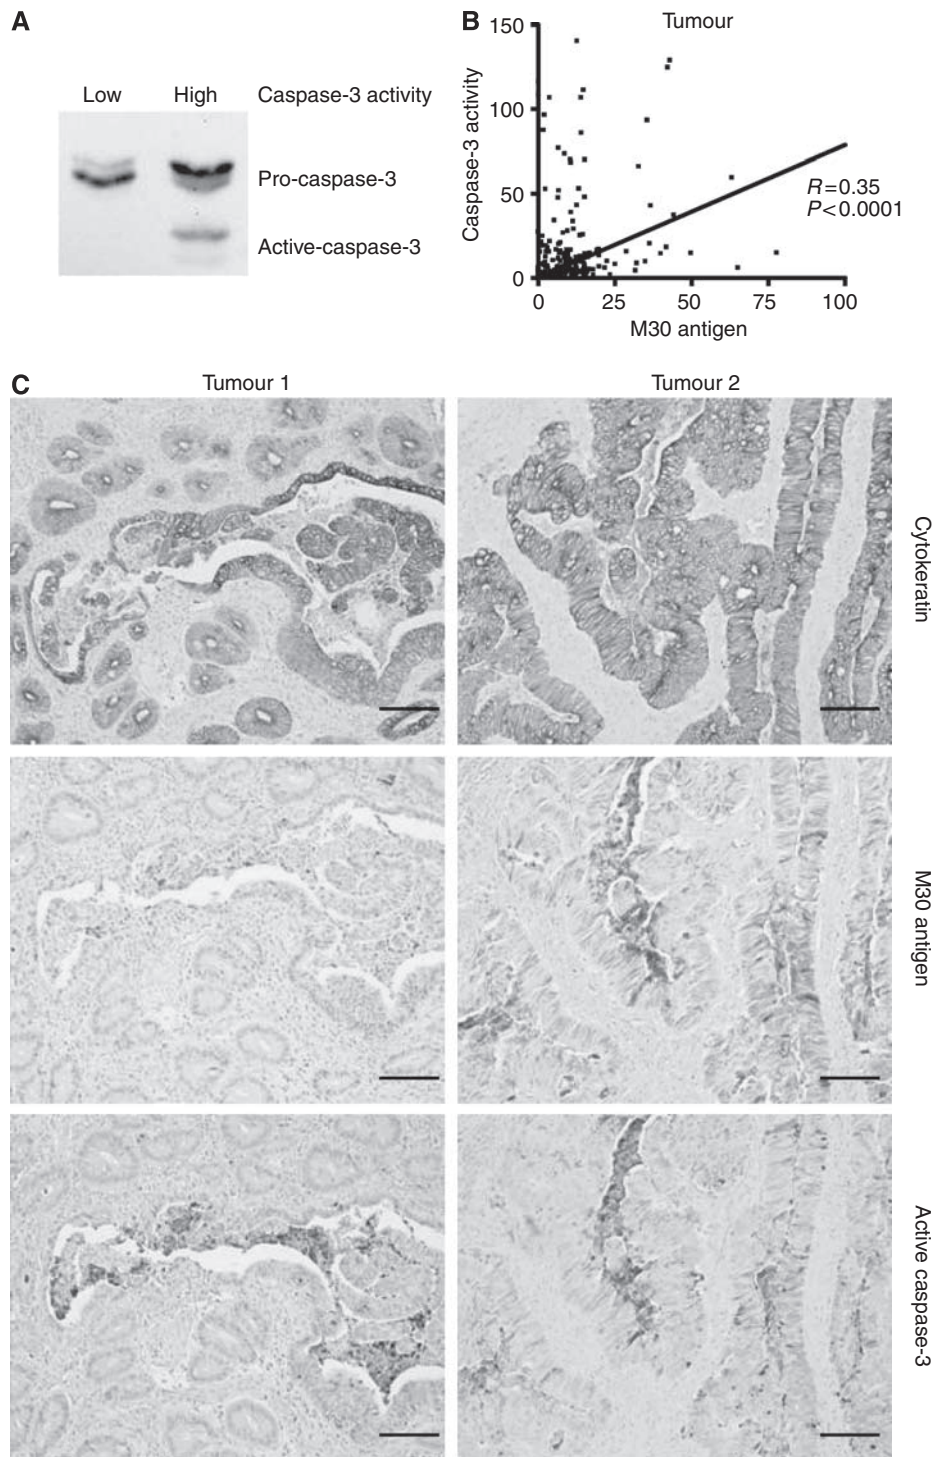 A
Low High Caspase-3 activity
Pro-caspase-3
Active-caspase-3
B
Tumour
Caspase-3 activity
150
100
50
0
R=0.35
P<0.0001
0 25 50 75 100
M30 antigen
C
Tumour 1 Tumour 2
Cytokeratin
M30 antigen
Active caspase-3